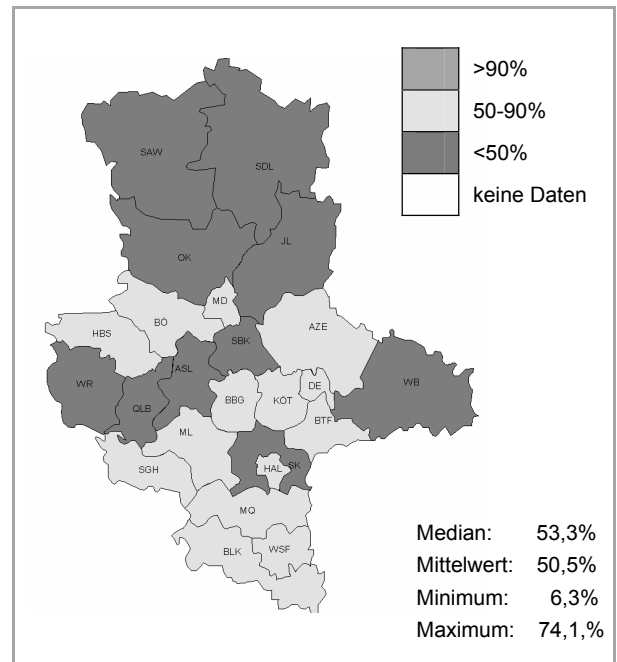 >90%
50-90%
<50%
keine Daten
SAW
SDL
OK
JL
MD
BÖ
HBS
AZE
SBK
WR
ASL
QLB
BBG
KÖT
DE
WB
BTF
ML
SGH
HAL
SK
MQ
BLK
WSF
Median: 53,3%
Mittelwert: 50,5%
Minimum: 6,3%
Maximum: 74,1,%